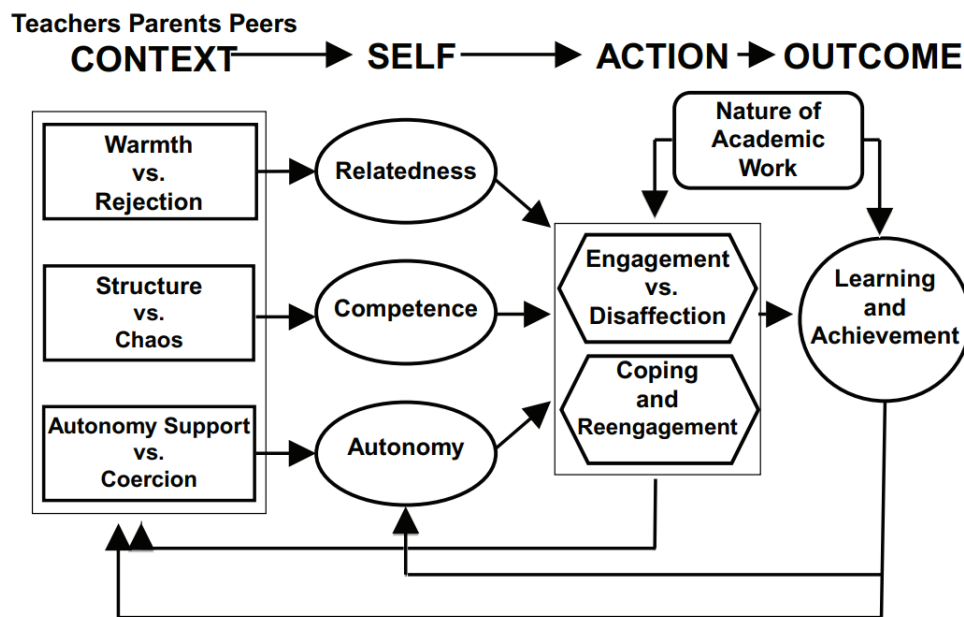 Teachers Parents Peers
CONTEXT SELF ACTION OUTCOME
Nature of
Academic
Work
Warmth
vs.
Rejection
Relatedness
Structure
vs.
Chaos
Competence
Engagement
vs.
Disaffection
Learning
and
Achievement
Autonomy Support
vs.
Coercion
Autonomy
Coping
and
Reengagement